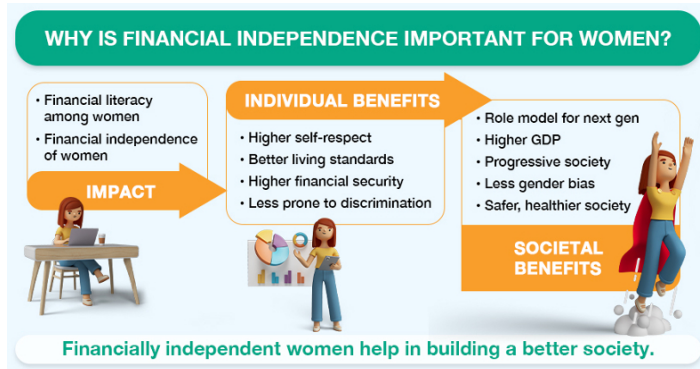 WHY IS FINANCIAL INDEPENDENCE IMPORTANT FOR WOMEN?
• Financial literacy
among women
• Financial independence
of women
IMPACT
INDIVIDUAL BENEFITS
• Higher self-respect
• Better living standards
• Higher financial security
• Less prone to discrimination
• Role model for next gen
• Higher GDP
• Progressive society
• Less gender bias
• Safer, healthier society
SOCIETAL
BENEFITS
Financially independent women help in building a better society.